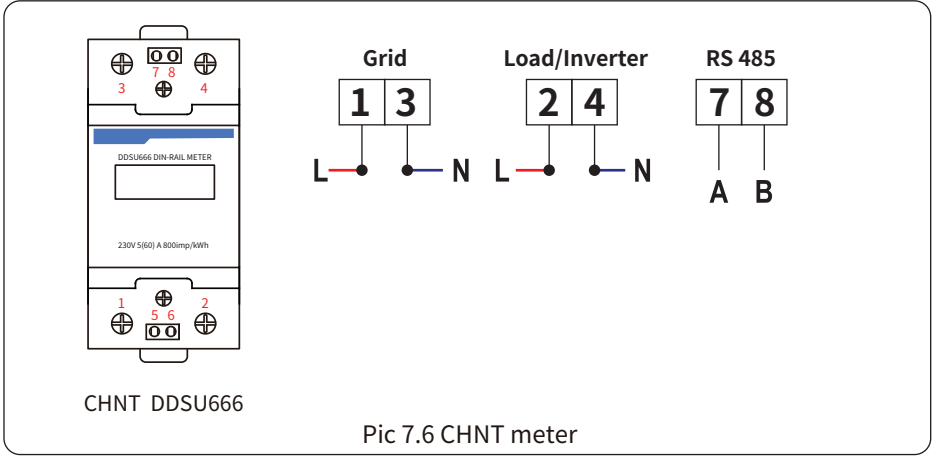 7 8
3 4
DDSU666 DIN-RAIL METER
230V 5(60) A 800imp/kWh
1 2
5 6
CHNT DDSU666
Grid
1 3
L N
Load/Inverter
2 4
L N
RS 485
7 8
A B
Pic 7.6 CHNT meter